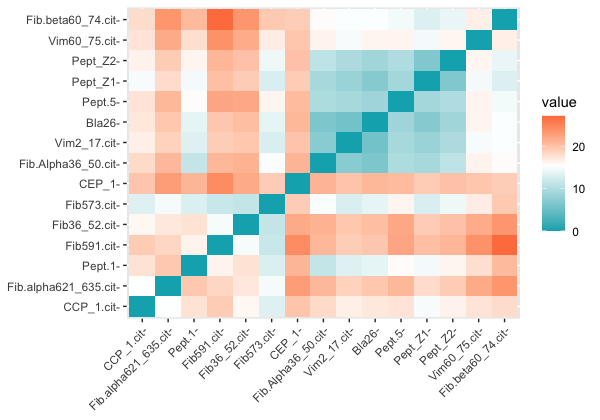 Fib.beta60_74.cit-
Vim60_75.cit-
Pept_Z2-
Pept_Z1-
Pept.5-
Bla26-
Vim2_17.cit-
Fib.Alpha36_50.cit-
CEP_1-
Fib573.cit-
Fib36_52.cit-
Fib591.cit-
Pept.1-
Fib.alpha621_635.cit-
CCP_1.cit-
CCP_1.cit-
Fib.alpha621_635.cit-
Pept.1-
Fib591.cit-
Fib36_52.cit-
Fib573.cit-
CEP_1-
Fib.Alpha36_50.cit-
Vim2_17.cit-
Bla26-
Pept.5-
Pept_Z1-
Pept_Z2-
Vim60_75.cit-
Fib.beta60_74.cit-
value
20
10
0